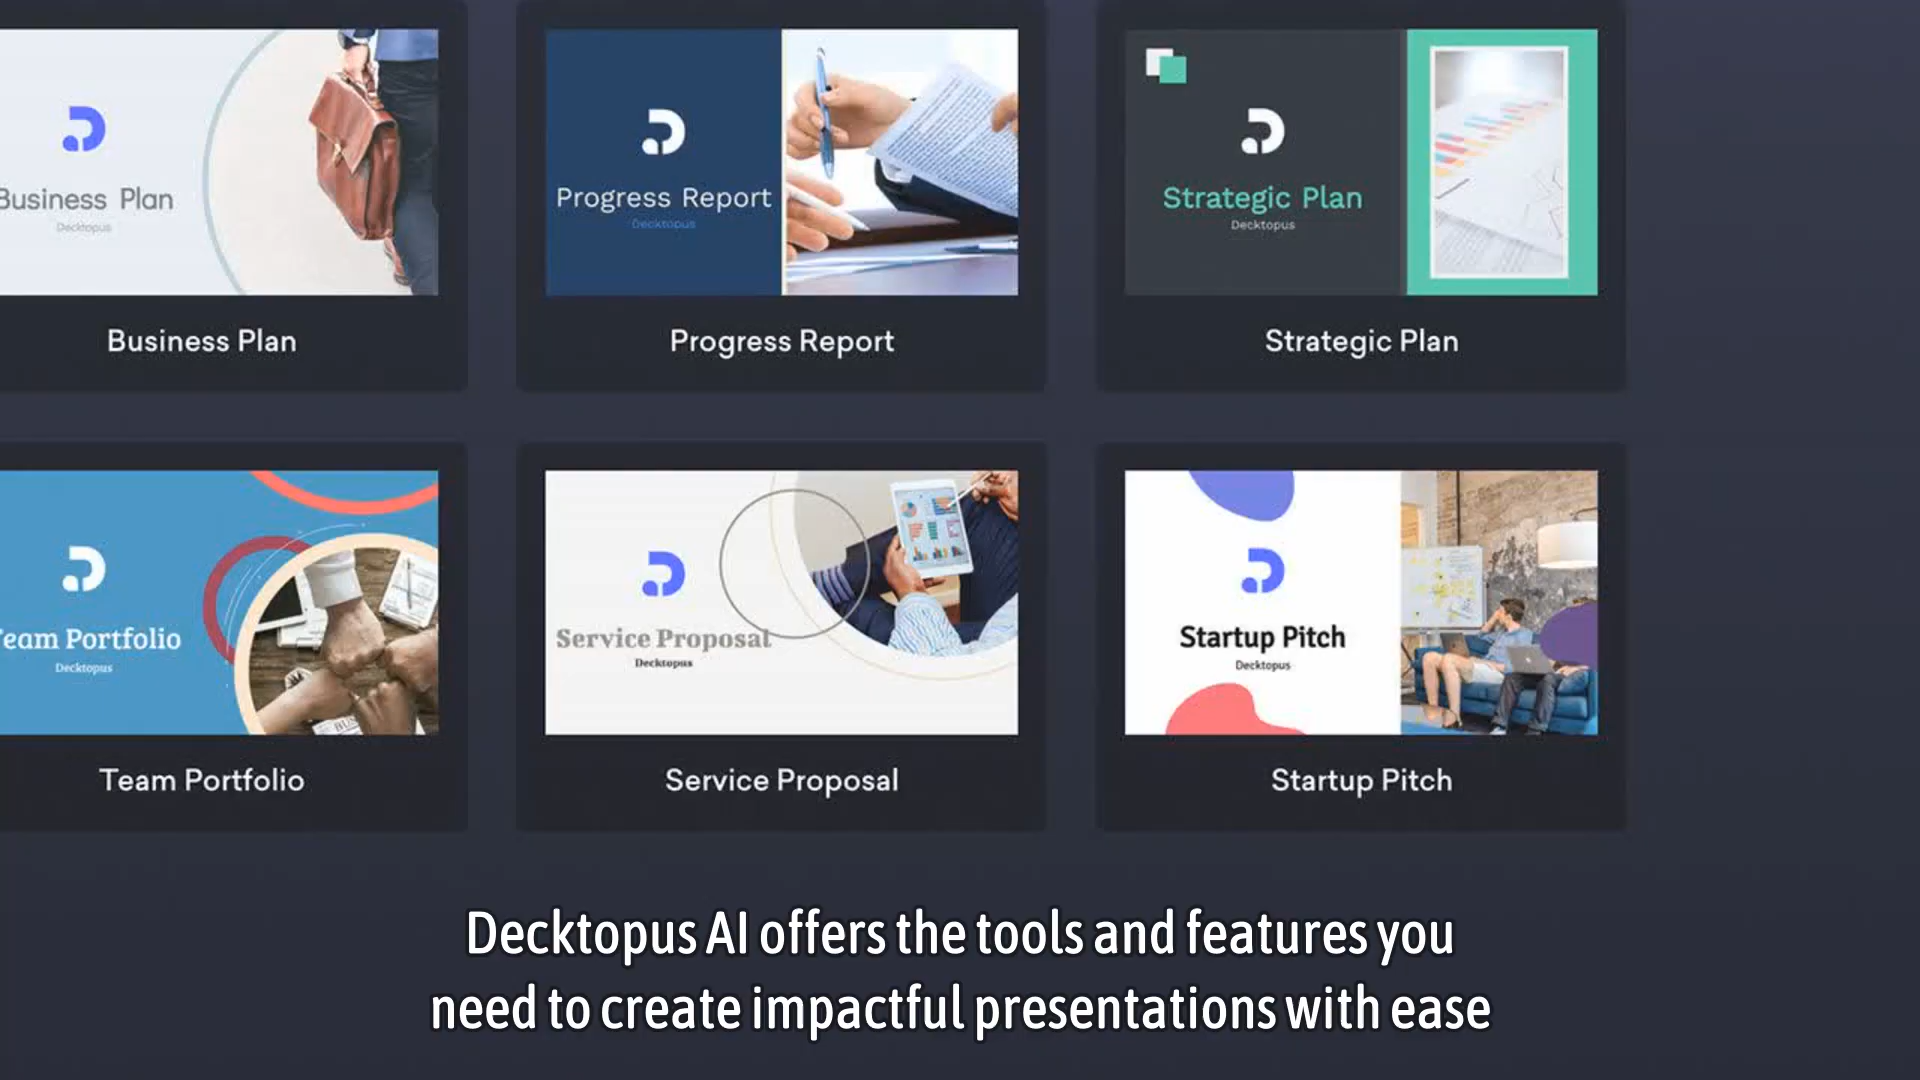 Business Plan
Decktopus
Progress Report
Decktopus
Strategic Plan
Decktopus
Business Plan
Progress Report
Strategic Plan
Team Portfolio
Decktopus
Service Proposal
Decktopus
Startup Pitch
Decktopus
Team Portfolio
Service Proposal
Startup Pitch
Decktopus AI offers the tools and features you
need to create impactful presentations with ease